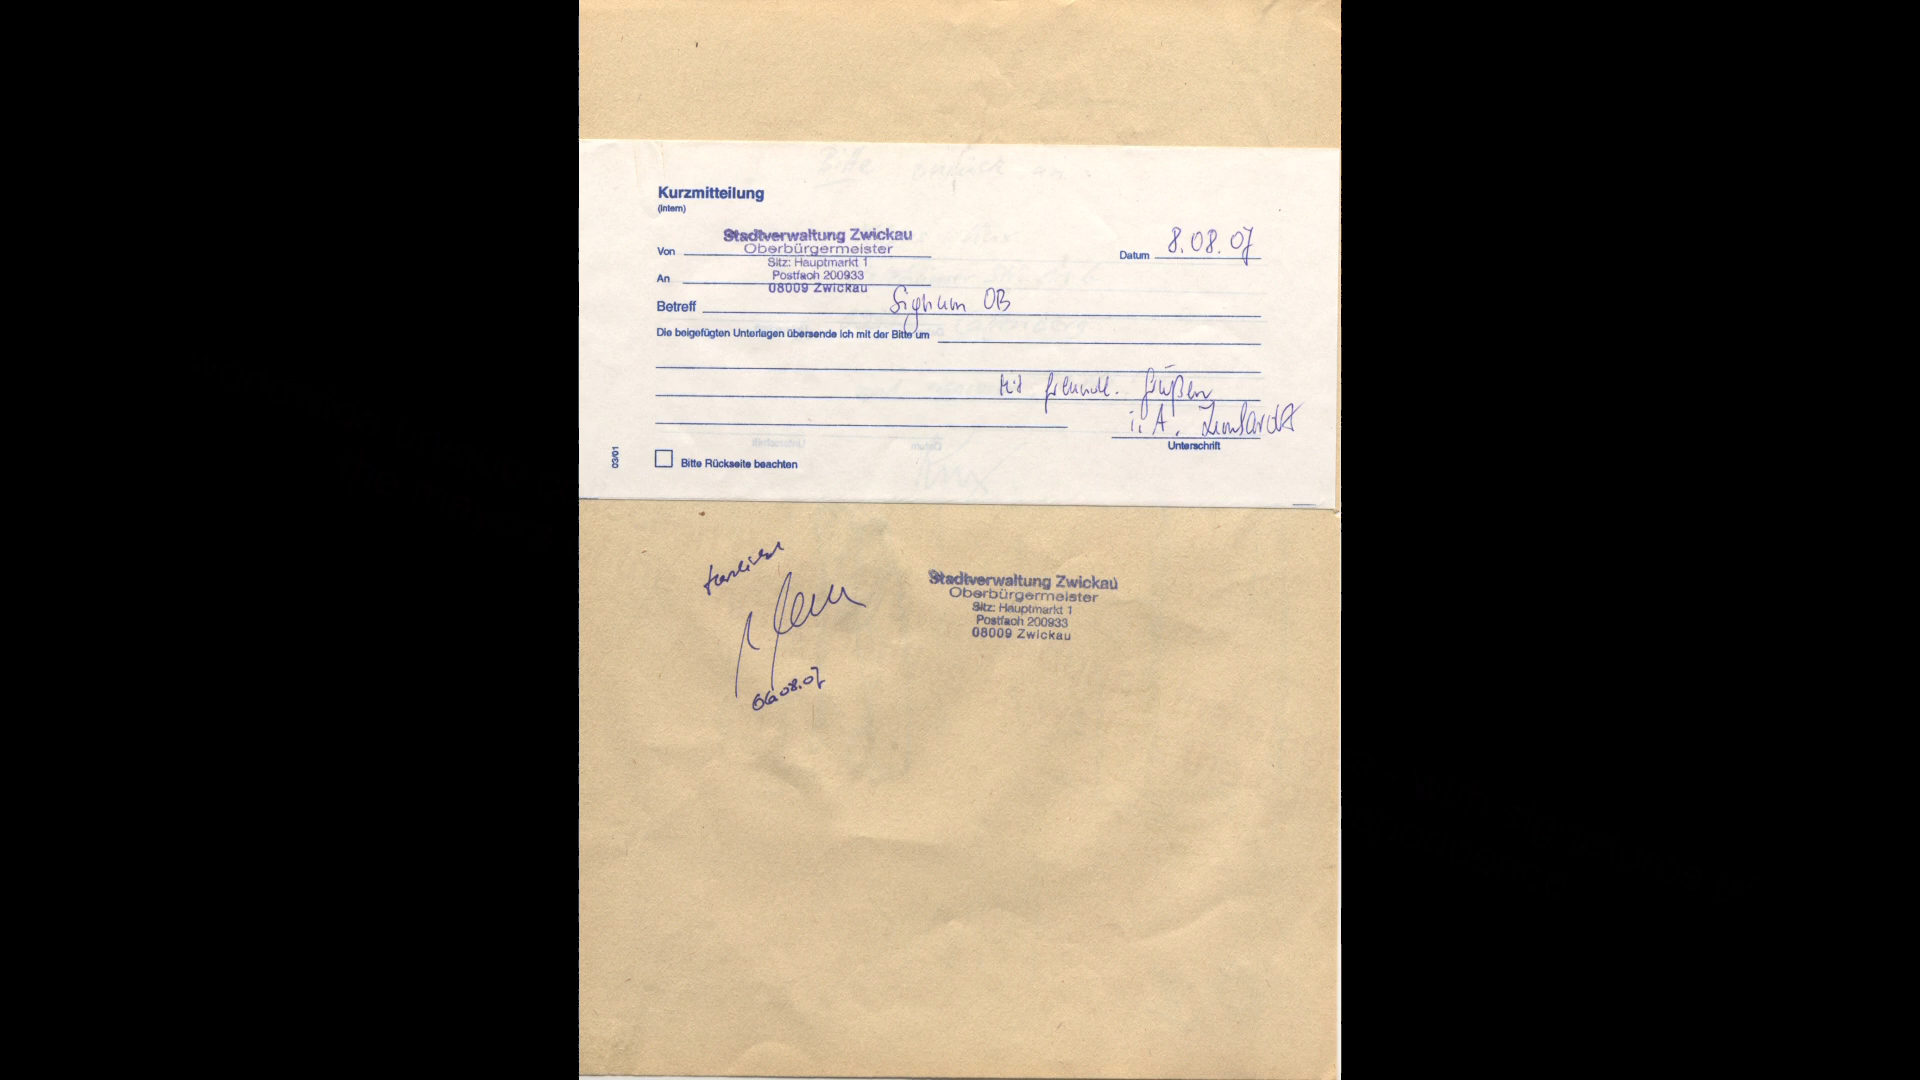 Kurzmitteilung
(intern)
Stadtverwaltung Zwickau
Oberbürgermeister
Von
Sitz: Hauptmarkt 1
Datum 8.08.07
Postfach 200933
An
08009 Zwickau
Betreff Signum OB
Die beigefügten Unterlagen übersende ich mit der Bitte um
Mit freundl. Grüßen
i. A. Lienhardt
Unterschrift
03/01
Bitte Rückseite beachten
Stadtverwaltung Zwickau
Oberbürgermeister
Sitz: Hauptmarkt 1
Postfach 200933
08009 Zwickau
06.08.07